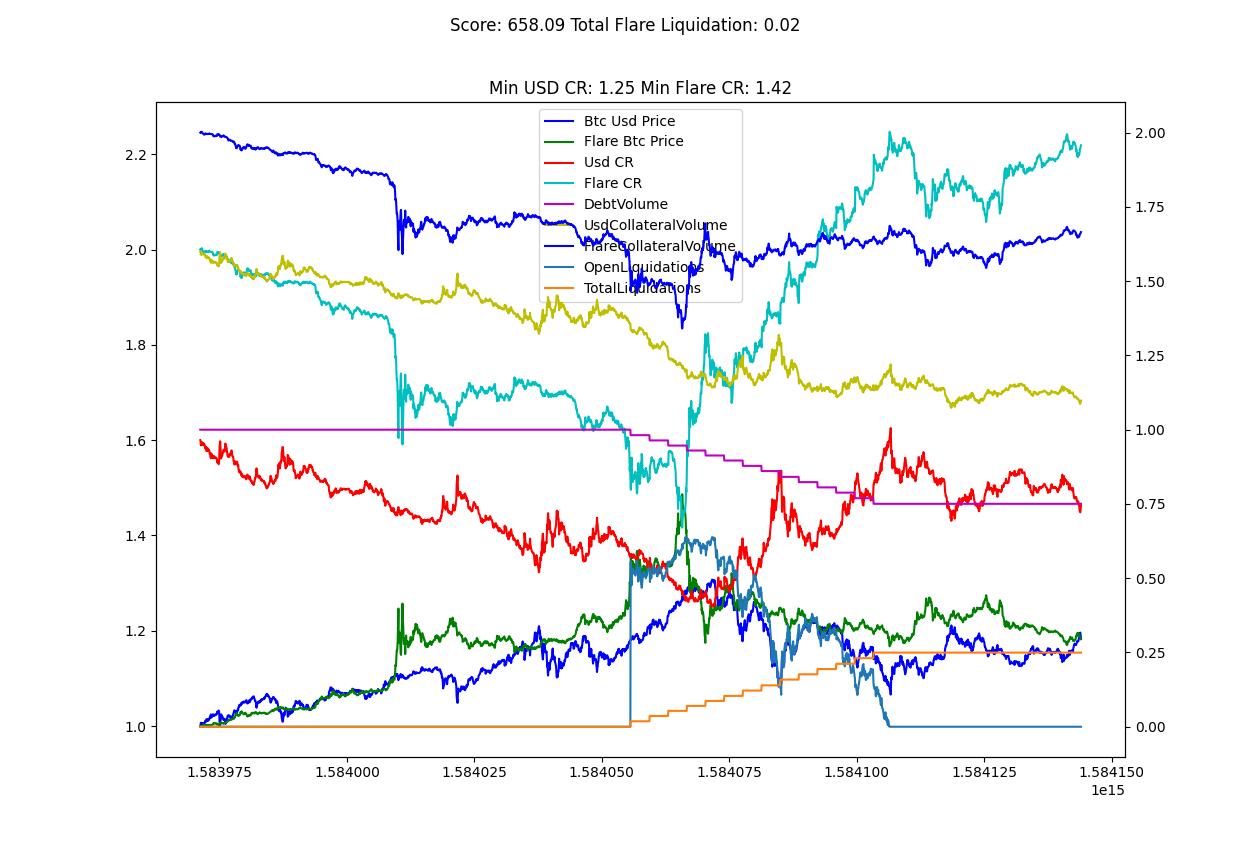 Score: 658.09 Total Flare Liquidation: 0.02
Min USD CR: 1.25 Min Flare CR: 1.42
Btc Usd Price
Flare Btc Price
Usd CR
Flare CR
DebtVolume
UsdCollateralVolume
FlareCollateralVolume
OpenLiquidations
TotalLiquidations
2.2
2.0
1.8
1.6
1.4
1.2
1.0
2.00
1.75
1.50
1.25
1.00
0.75
0.50
0.25
0.00
1.583975
1.584000
1.584025
1.584050
1.584075
1.584100
1.584125
1.584150
1e15